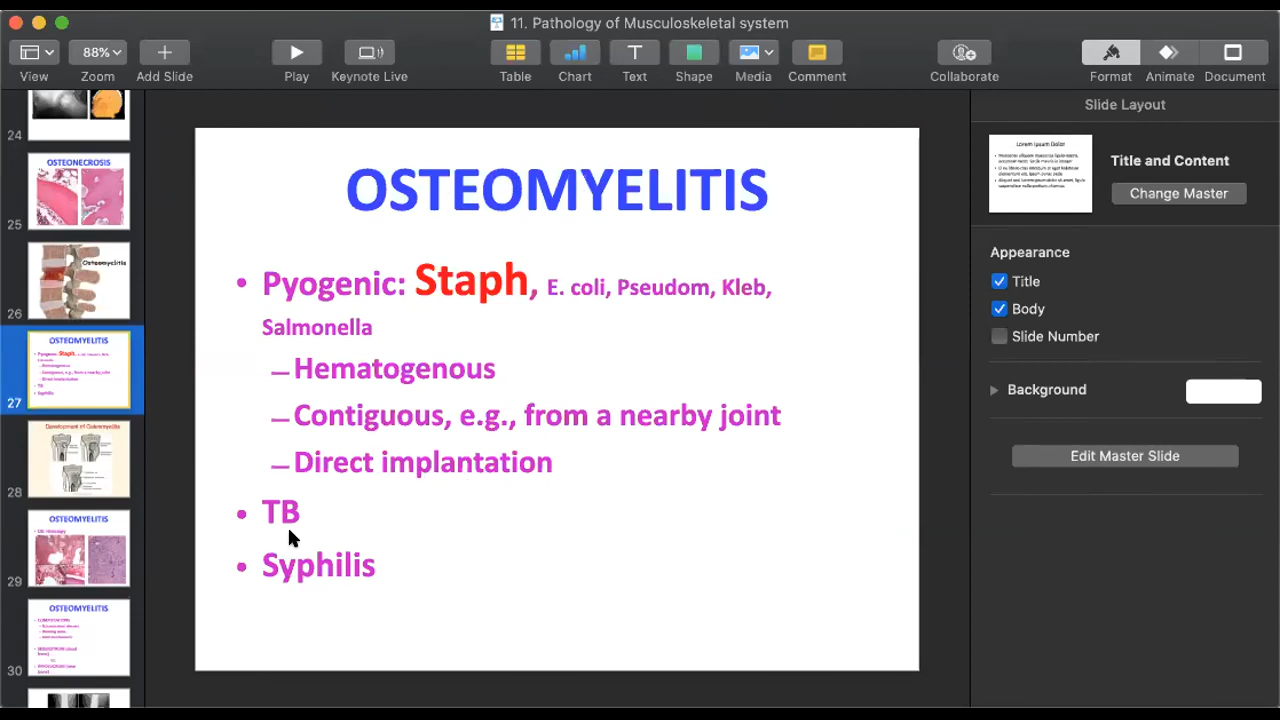 11. Pathology of Musculoskeletal system
88%
View
Zoom
Add Slide
Play
Keynote Live
Table
Chart
Text
Shape
Media
Comment
Collaborate
Format
Animate
Document
24
OSTEONECROSIS
25
Osteomyelitis
26
OSTEOMYELITIS
27
Development of Osteomyelitis
28
OSTEOMYELITIS
29
OSTEOMYELITIS
30
OSTEOMYELITIS
• Pyogenic: Staph, E. coli, Pseudom, Kleb,
Salmonella
– Hematogenous
– Contiguous, e.g., from a nearby joint
– Direct implantation
• TB
• Syphilis
Slide Layout
Title and Content
Change Master
Appearance
Title
Body
Slide Number
Background
Edit Master Slide